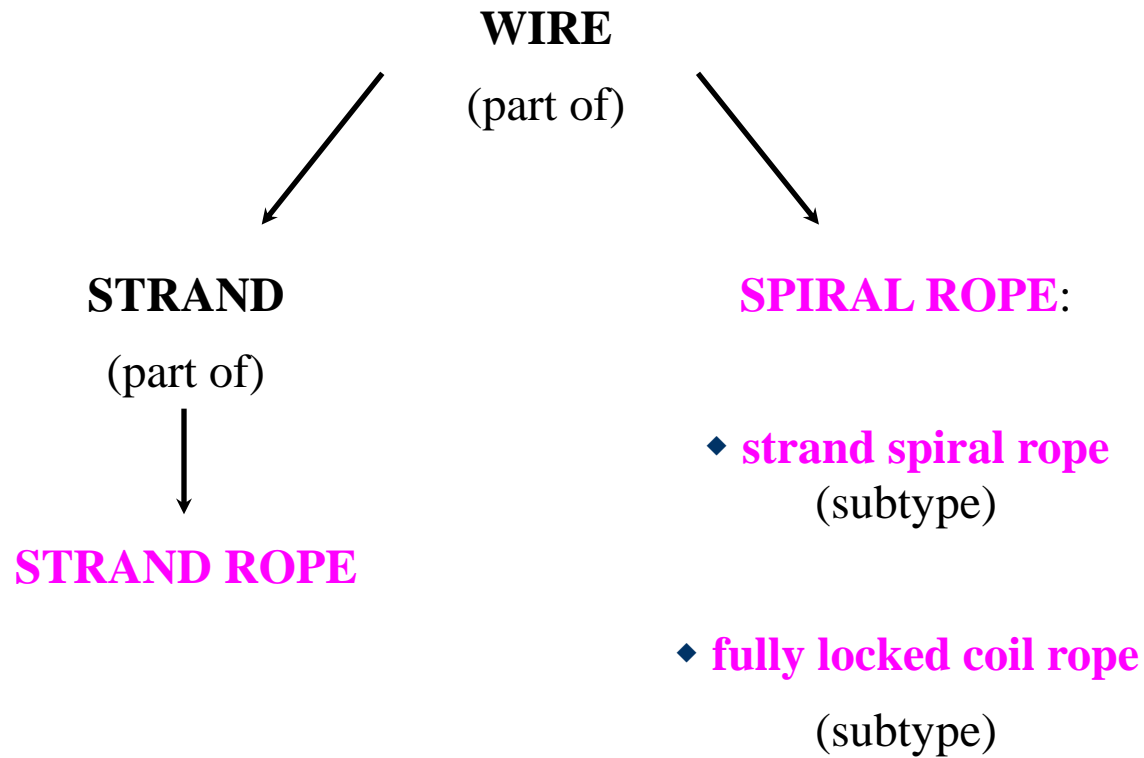 WIRE
(part of)
STRAND
(part of)
STRAND ROPE
SPIRAL ROPE:
strand spiral rope
(subtype)
fully locked coil rope
(subtype)